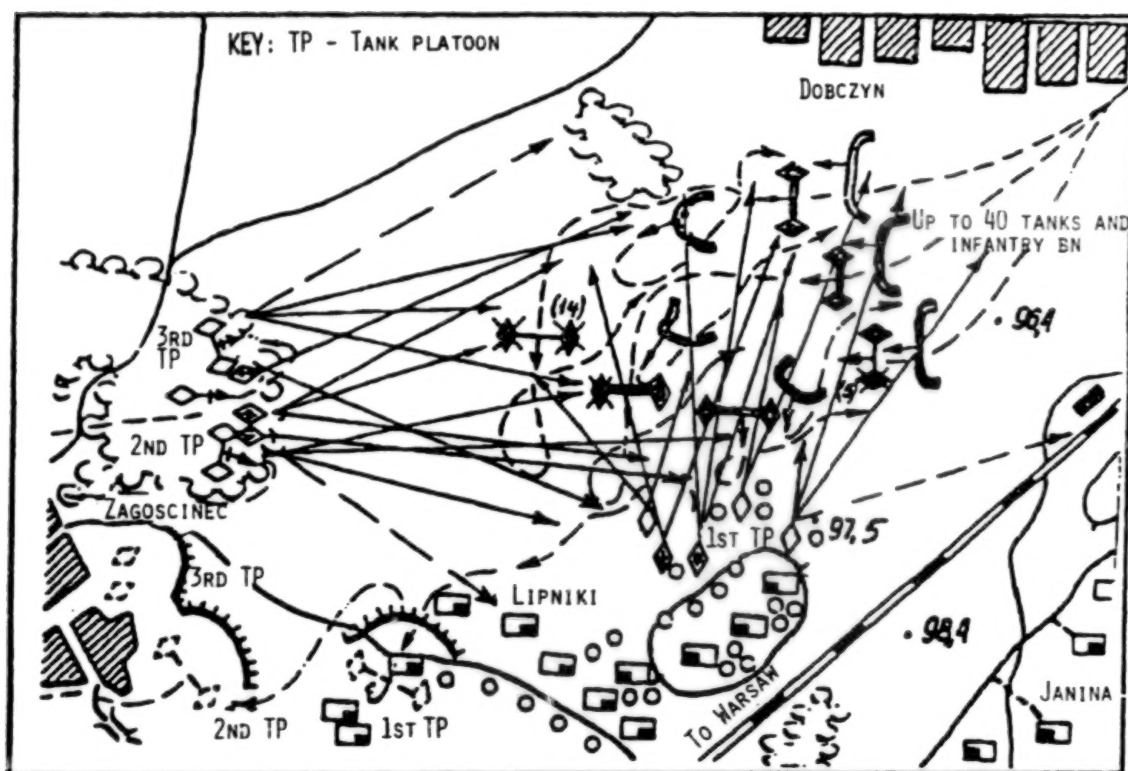 KEY: TP - TANK PLATOON
DOBCZYN
UP TO 40 TANKS AND
INFANTRY BN
(14)
96,4
3RD TP
2ND TP
ZAGOSCINEC
1ST TP
97,5
3RD TP
LIPNIKI
98,4
TO WARSAW
JANINA
2ND TP
1ST TP